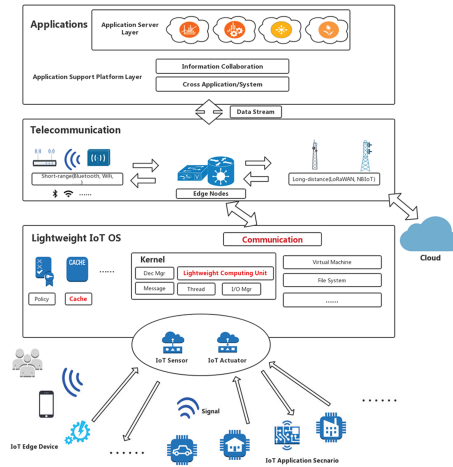 Applications
Application Server
Layer
Application Support Platform Layer
Information Collaboration
Cross Application/System
Data Stream
Telecommunication
Short-range(Bluetooth, Wifi,
..)
......
Edge Nodes
Long-distance(LoRaWAN, NBIoT)
Cloud
Lightweight IoT OS
Communication
CACHE
......
Policy
Cache
Kernel
Dec Mgr
Lightweight Computing Unit
Message
Thread
I/O Mgr
Virtual Machine
File System
......
IoT Sensor
IoT Actuator
Signal
IoT Edge Device
......
......
IoT Application Secnario